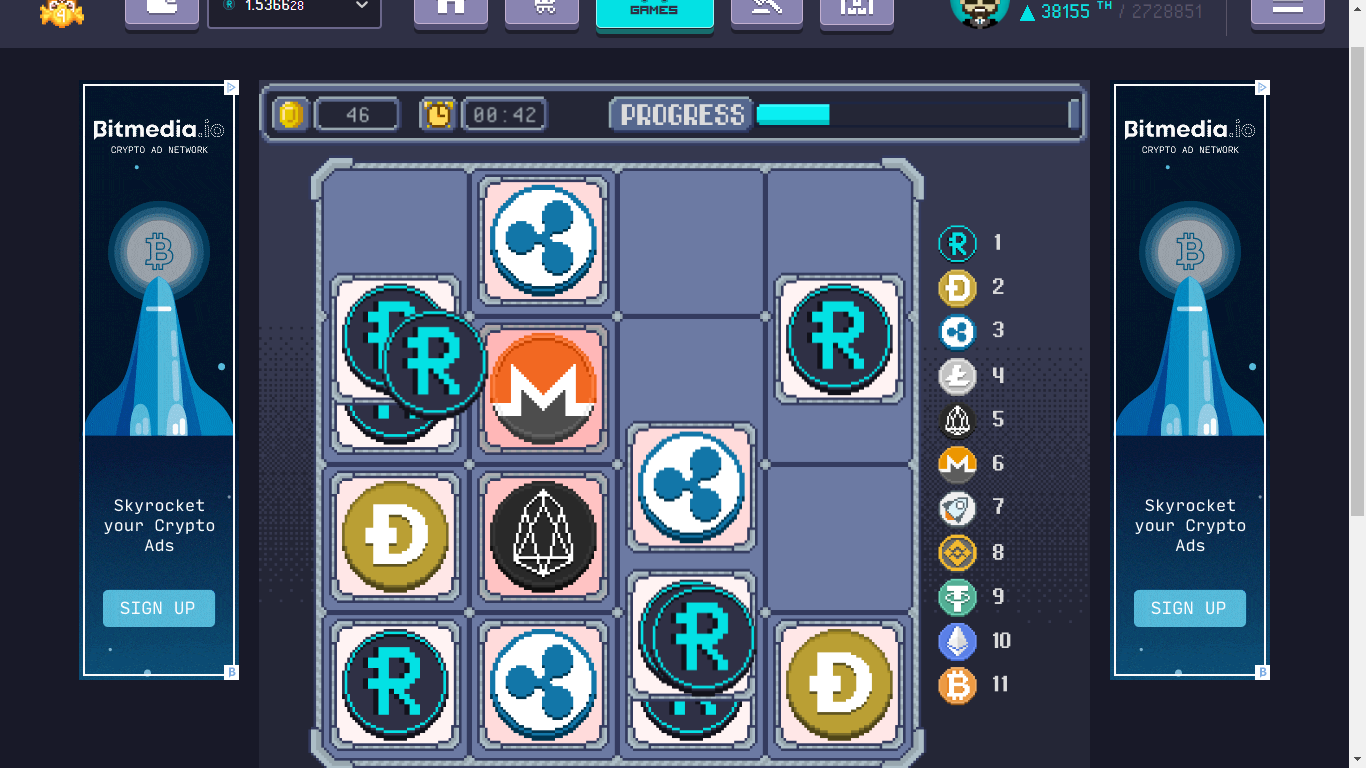 1.536628
GAMES
38155 TH / 2728851
46
00:42
PROGRESS
Bitmedia.io
CRYPTO AD NETWORK
Skyrocket
your Crypto
Ads
SIGN UP
1
2
3
4
5
6
7
8
9
10
11
Bitmedia.io
CRYPTO AD NETWORK
Skyrocket
your Crypto
Ads
SIGN UP